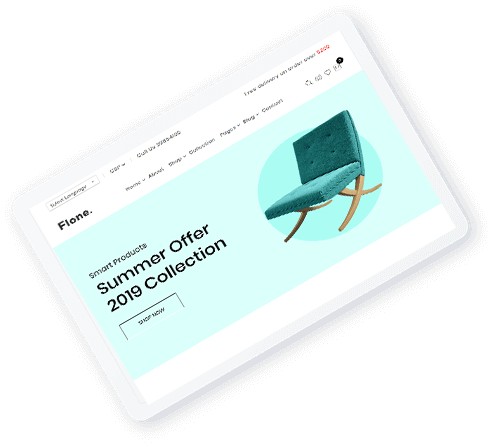 Select Language
GBP
Call Us 3965410
Free delivery on order over $200
Flone.
Home
About
Shop
Collection
Pages
Blog
Contact
Smart Products
Summer Offer
2019 Collection
SHOP NOW